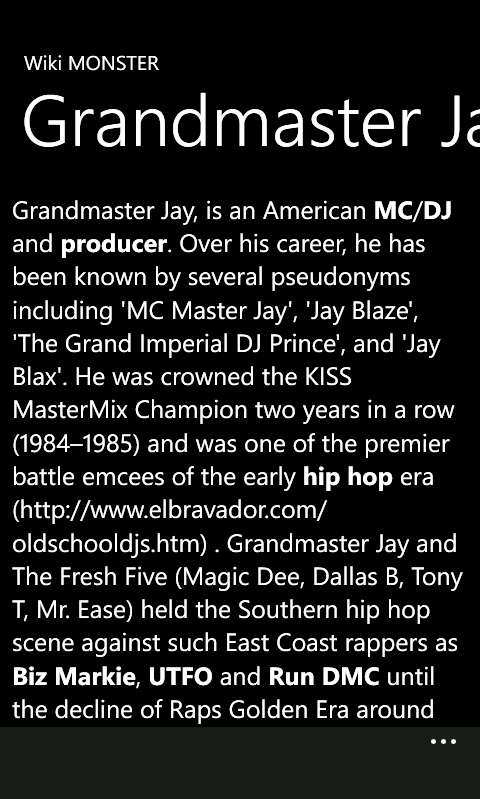 Wiki MONSTER
Grandmaster Ja
Grandmaster Jay, is an American MC/DJ
and producer. Over his career, he has
been known by several pseudonyms
including 'MC Master Jay', 'Jay Blaze',
'The Grand Imperial DJ Prince', and 'Jay
Blax'. He was crowned the KISS
MasterMix Champion two years in a row
(1984–1985) and was one of the premier
battle emcees of the early hip hop era
(http://www.elbravador.com/
oldschooldjs.htm) . Grandmaster Jay and
The Fresh Five (Magic Dee, Dallas B, Tony
T, Mr. Ease) held the Southern hip hop
scene against such East Coast rappers as
Biz Markie, UTFO and Run DMC until
the decline of Raps Golden Era around